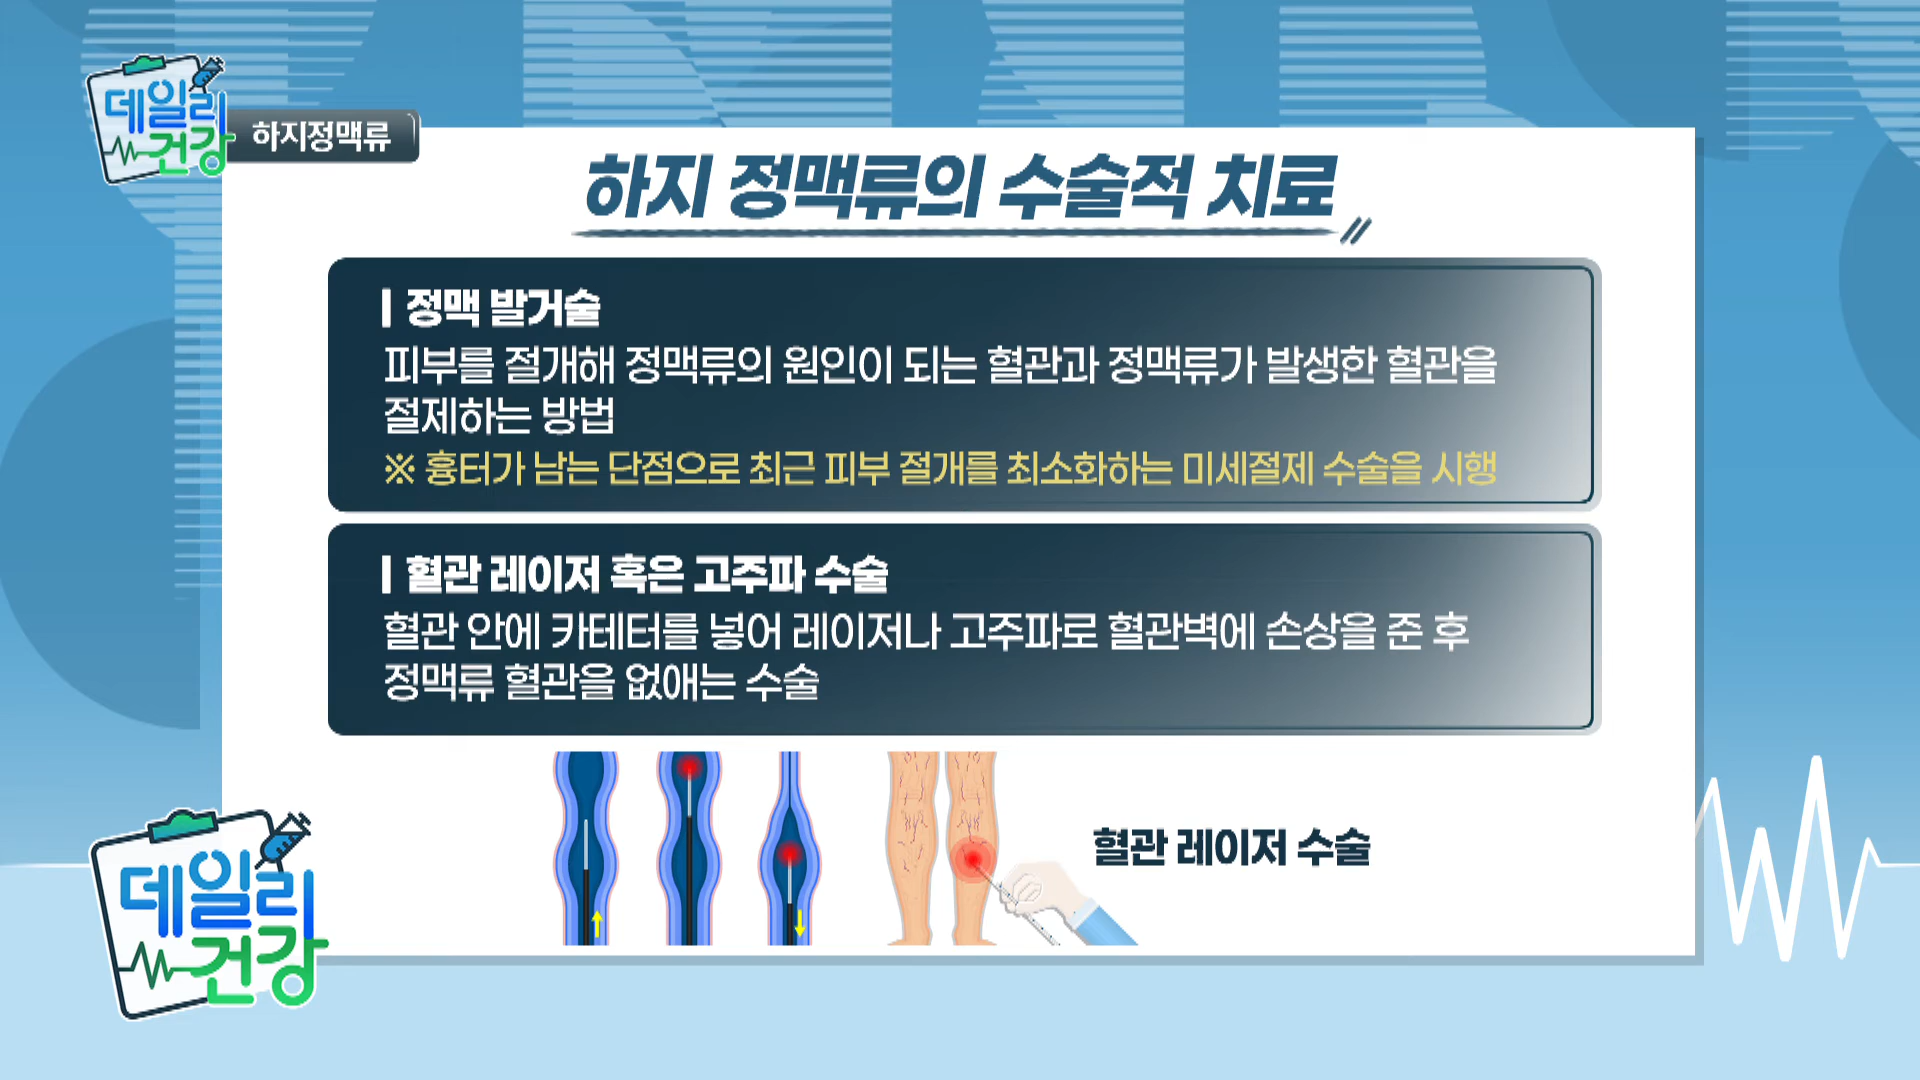 데일리
건강
하지정맥류
하지 정맥류의 수술적 치료
정맥 발거술
피부를 절개해 정맥류의 원인이 되는 혈관과 정맥류가 발생한 혈관을
절제하는 방법
※ 흉터가 남는 단점으로 최근 피부 절개를 최소화하는 미세절제 수술을 시행
혈관 레이저 혹은 고주파 수술
혈관 안에 카테터를 넣어 레이저나 고주파로 혈관벽에 손상을 준 후
정맥류 혈관을 없애는 수술
혈관 레이저 수술
데일리
건강